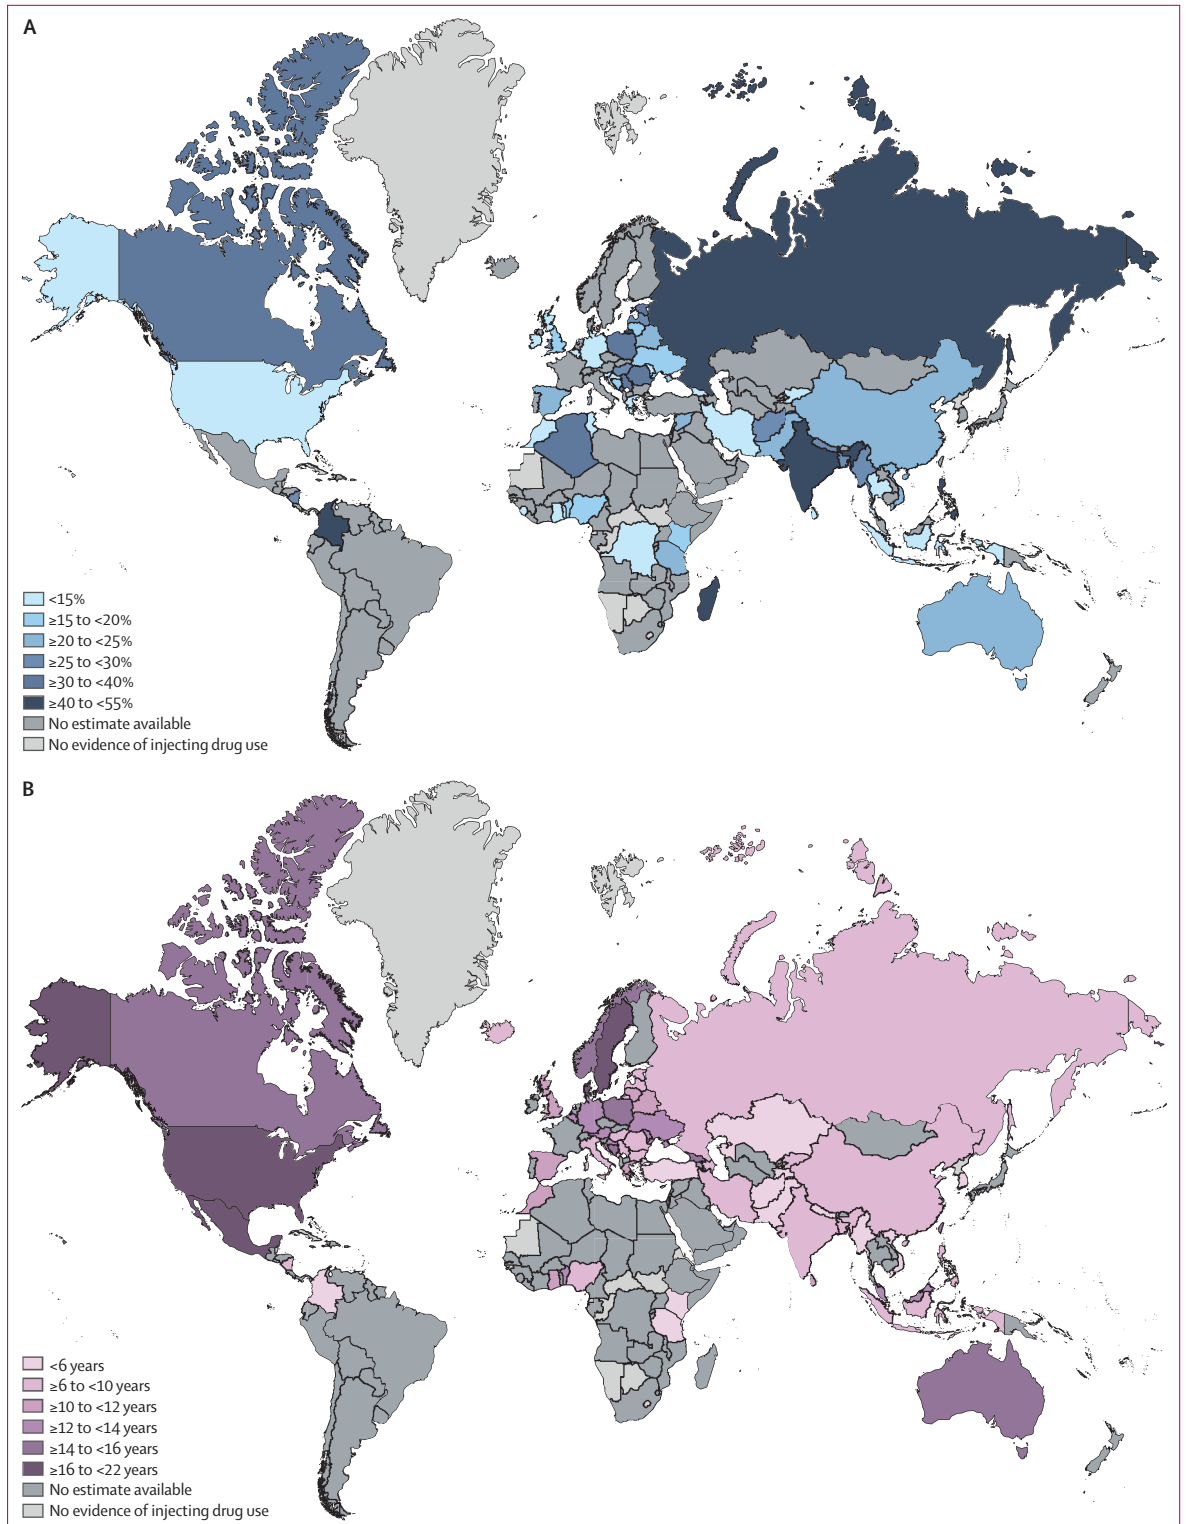 A
<15%
≥15 to <20%
≥20 to <25%
≥25 to <30%
≥30 to <40%
≥40 to <55%
No estimate available
No evidence of injecting drug use
B
<6 years
≥6 to <10 years
≥10 to <12 years
≥12 to <14 years
≥14 to <16 years
≥16 to <22 years
No estimate available
No evidence of injecting drug use